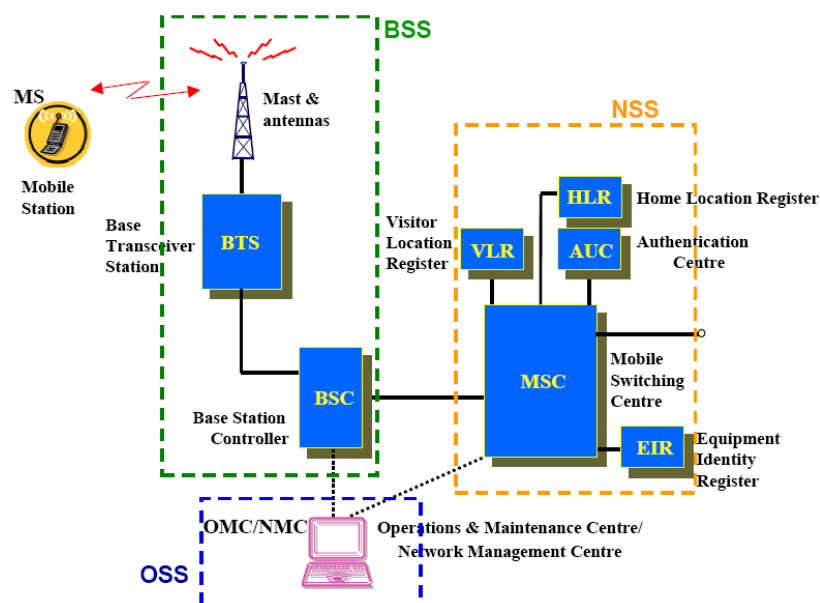 BSS
MS
Mobile
Station
Mast &
antennas
Base
Transceiver
Station
BTS
BSC
Base Station
Controller
NSS
HLR
Home Location Register
Visitor
Location
Register
VLR
AUC
Authentication
Centre
MSC
Mobile
Switching
Centre
EIR
Equipment
Identity
Register
OMC/NMC
Operations & Maintenance Centre/
Network Management Centre
OSS